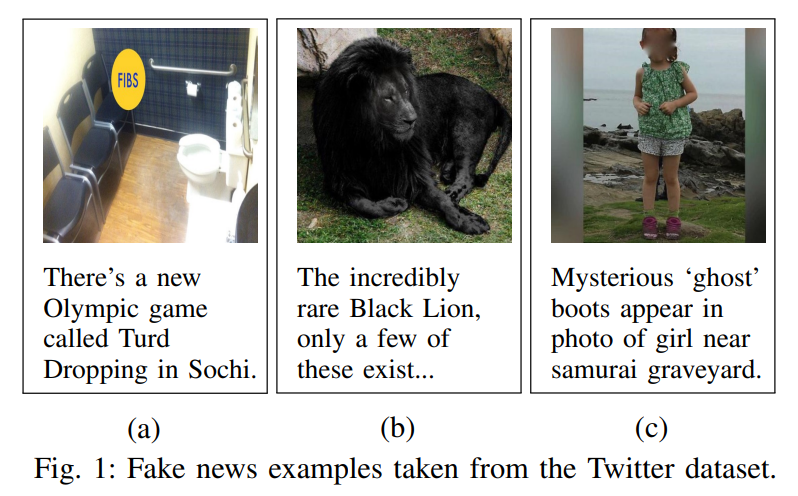 FIBS
There's a new
Olympic game
called Turd
Dropping in Sochi.
The incredibly
rare Black Lion,
only a few of
these exist...
Mysterious ‘ghost’
boots appear in
photo of girl near
samurai graveyard.
(a)
(b)
(c)
Fig. 1: Fake news examples taken from the Twitter dataset.